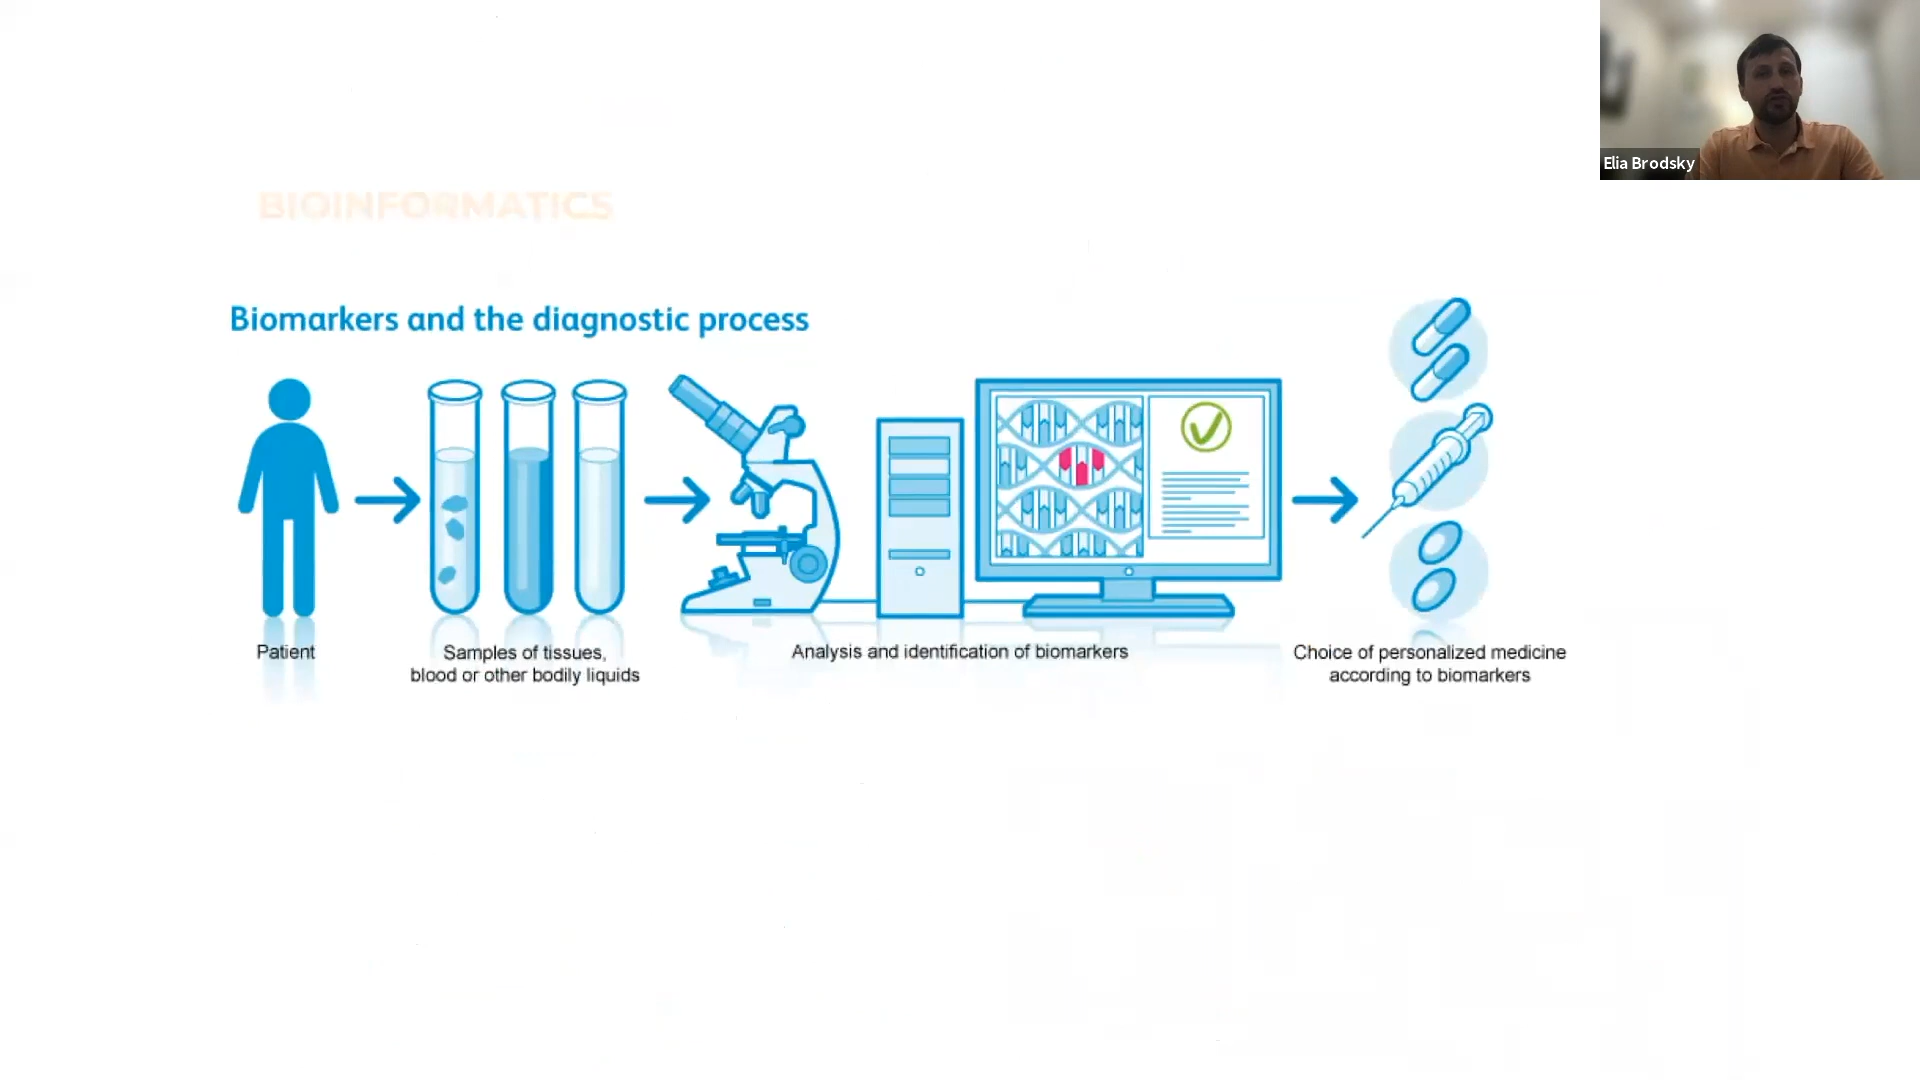 Elia Brodsky
BIOINFORMATICS
Biomarkers and the diagnostic process
Patient
Samples of tissues,
blood or other bodily liquids
Analysis and identification of biomarkers
Choice of personalized medicine
according to biomarkers